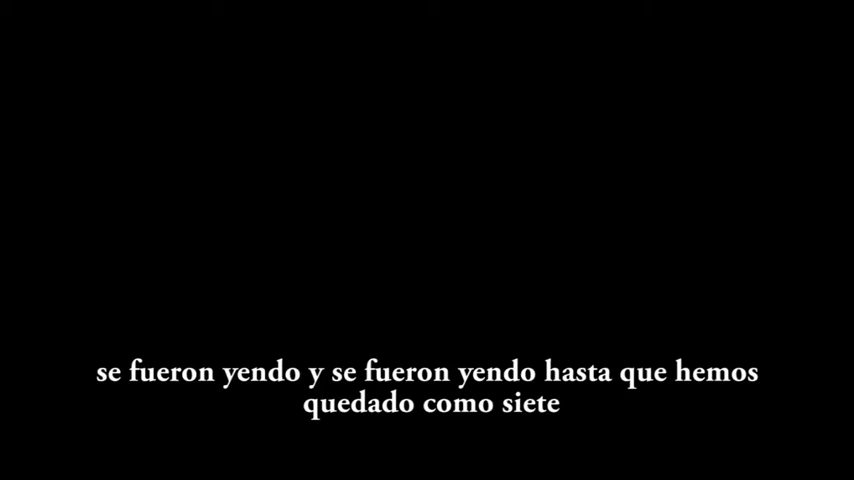 se fueron yendo y se fueron yendo hasta que hemos
quedado como siete